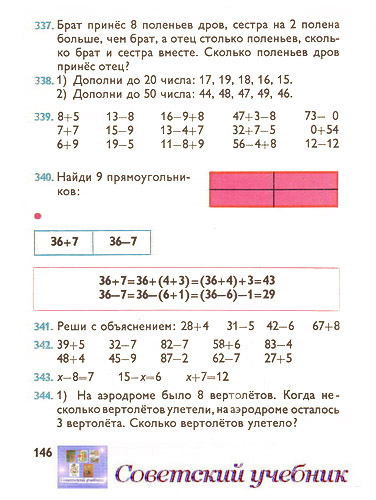 337. Брат принёс 8 поленьев дров, сестра на 2 полена
больше, чем брат, а отец столько поленьев, сколь-
ко брат и сестра вместе. Сколько поленьев дров
принёс отец?
338. 1) Дополни до 20 числа: 17, 19, 18, 16, 15.
2) Дополни до 50 числа: 44, 48, 47, 49, 46.
339. 8+5 13−8 16−9+8 47+3−8 73− 0
7+7 15−9 13−4+7 32+7−5 0+54
6+9 19−5 11−8+9 56−4+8 12−12
340. Найди 9 прямоугольни-
ков:
36+7 36−7
36+7=36+(4+3)=(36+4)+3=43
36−7=36−(6+1)=(36−6)−1=29
341. Реши с объяснением: 28+4 31−5 42−6 67+8
342. 39+5 32−7 82−7 58+6 83−4
48+4 45−9 87−2 62−7 27+5
343. x−8=7 15−x=6 x+7=12
344. 1) На аэродроме было 8 вертолётов. Когда не-
сколько вертолётов улетели, на аэродроме осталось
3 вертолёта. Сколько вертолётов улетело?
146
Советский учебник